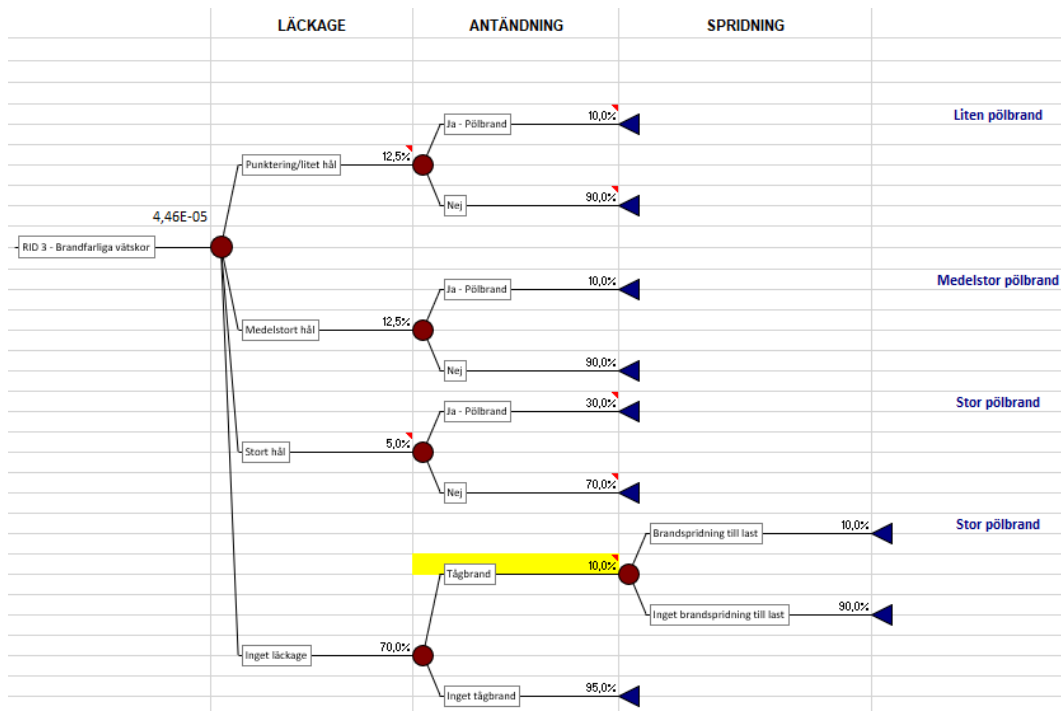 LÄCKAGE
ANTÄNDNING
SPRIDNING
10,0%
Liten pölbrand
Ja - Pölbrand
12,5%
Punktering/litet hål
90,0%
Nej
4,46E-05
RID 3 - Brandfarliga vätskor
10,0%
Medelstor pölbrand
Ja - Pölbrand
12,5%
Medelstort hål
90,0%
Nej
30,0%
Stor pölbrand
Ja - Pölbrand
5,0%
Stort hål
70,0%
Nej
10,0%
Stor pölbrand
Brandspridning till last
10,0%
Tågbrand
90,0%
Inget brandspridning till last
70,0%
Inget läckage
95,0%
Inget tågbrand